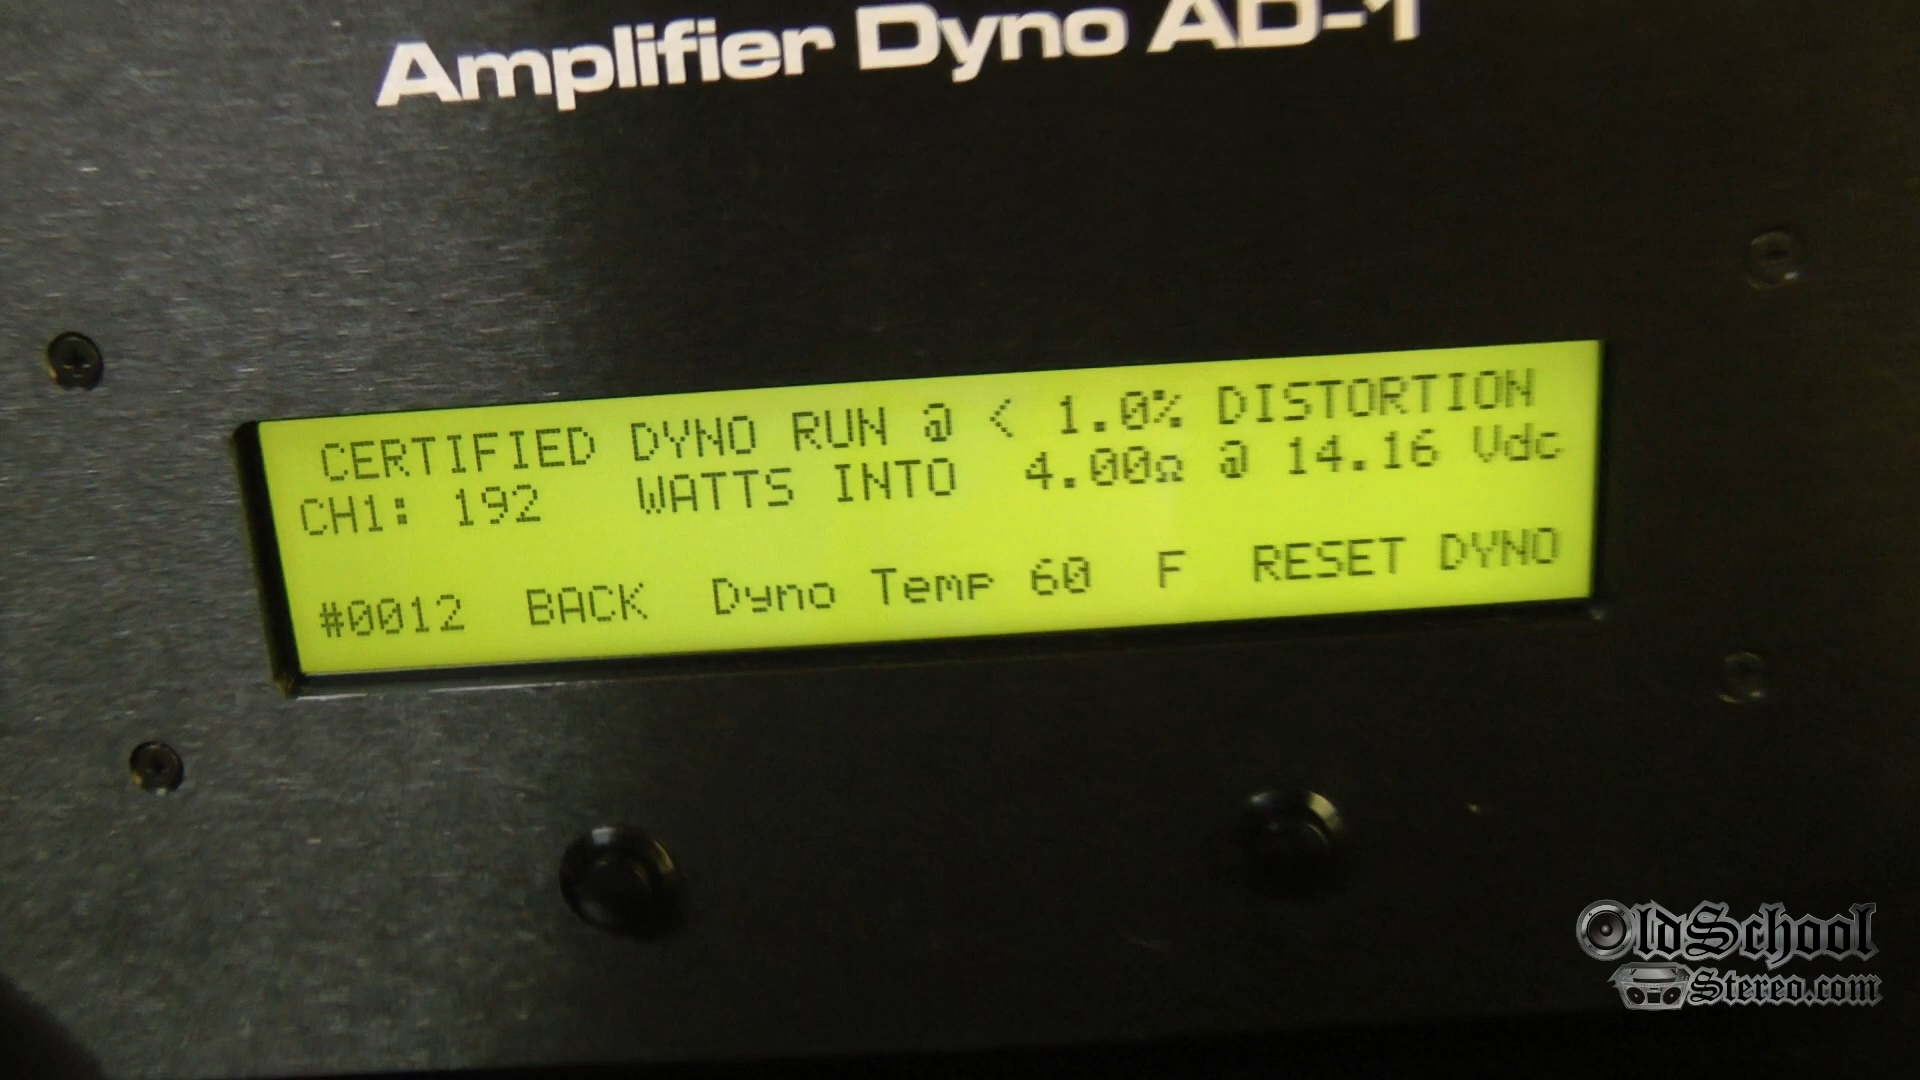 Amplifier Dyno AD-1
CERTIFIED DYNO RUN @ < 1.0% DISTORTION
CH1: 192 WATTS INTO 4.00Ω @ 14.16 Vdc
#0012 BACK Dyno Temp 60 F RESET DYNO
OldSchool
Stereo.com